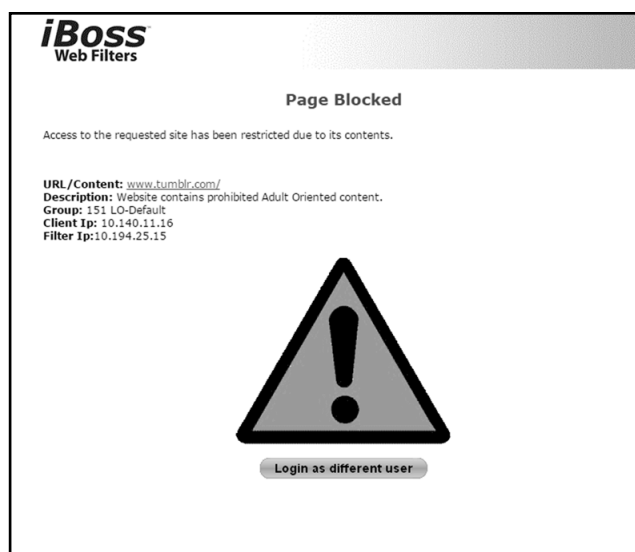 iBoss
Web Filters
Page Blocked
Access to the requested site has been restricted due to its contents.
URL/Content: www.tumblr.com/
Description: Website contains prohibited Adult Oriented content.
Group: 151 LO-Default
Client Ip: 10.140.11.16
Filter Ip:10.194.25.15
Login as different user